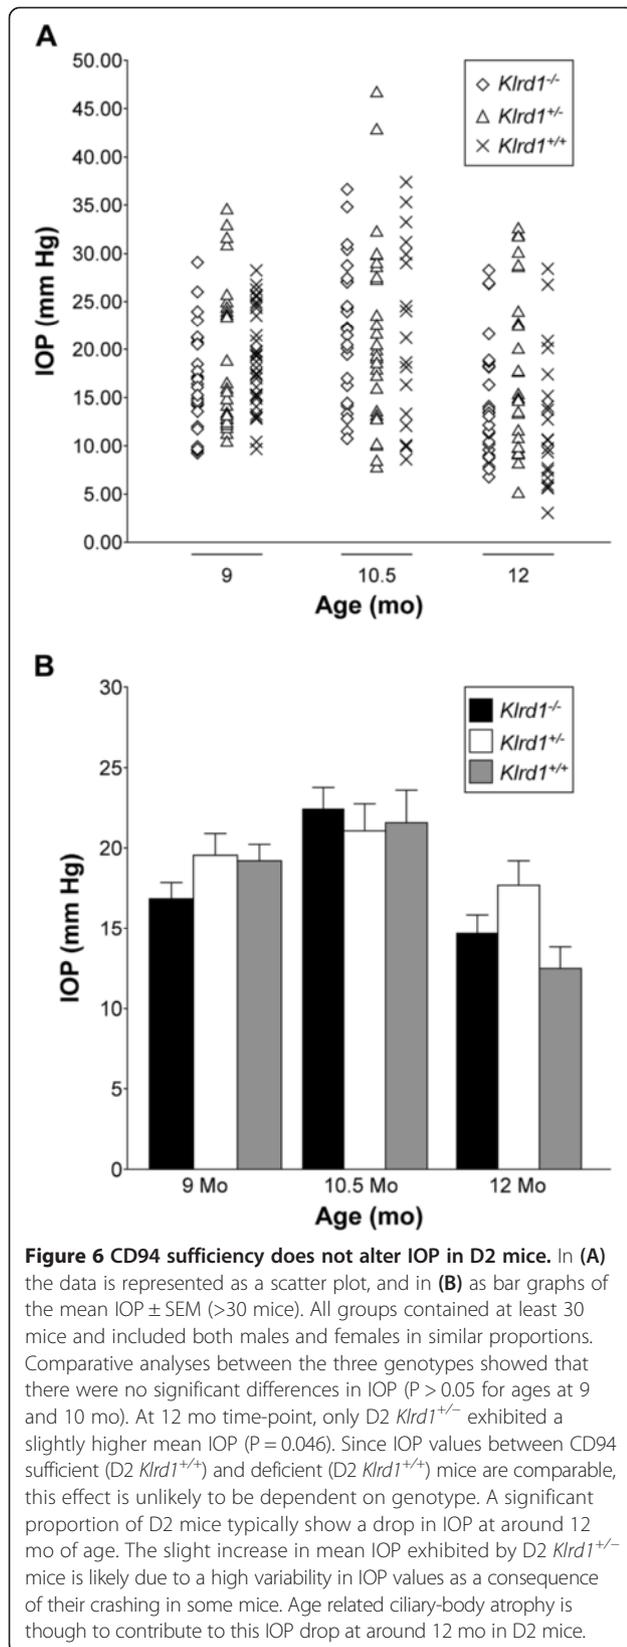 A
50.00
45.00
40.00
35.00
30.00
25.00
20.00
15.00
10.00
5.00
0.00
IOP (mm Hg)
Klrd1-/-
Klrd1+/-
Klrd1+/+
9 10.5 12
Age (mo)
B
30
25
20
15
10
5
0
IOP (mm Hg)
Klrd1-/-
Klrd1+/-
Klrd1+/+
9 Mo 10.5 Mo 12 Mo
Age (mo)
Figure 6 CD94 sufficiency does not alter IOP in D2 mice. In (A)
the data is represented as a scatter plot, and in (B) as bar graphs of
the mean IOP ± SEM (>30 mice). All groups contained at least 30
mice and included both males and females in similar proportions.
Comparative analyses between the three genotypes showed that
there were no significant differences in IOP (P > 0.05 for ages at 9
and 10 mo). At 12 mo time-point, only D2 Klrd1+/− exhibited a
slightly higher mean IOP (P = 0.046). Since IOP values between CD94
sufficient (D2 Klrd1+/+) and deficient (D2 Klrd1+/+) mice are comparable,
this effect is unlikely to be dependent on genotype. A significant
proportion of D2 mice typically show a drop in IOP at around 12
mo of age. The slight increase in mean IOP exhibited by D2 Klrd1+/−
mice is likely due to a high variability in IOP values as a consequence
of their crashing in some mice. Age related ciliary-body atrophy is
though to contribute to this IOP drop at around 12 mo in D2 mice.